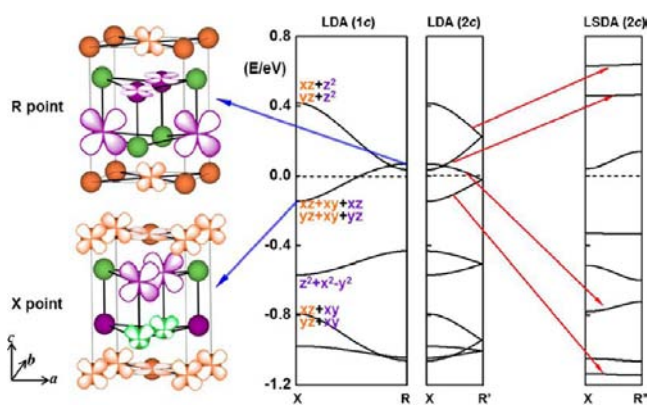 LDA (1c)
LDA (2c)
LSDA (2c)
0.8
(E/eV)
0.4
0.0
-0.4
-0.8
-1.2
R point
X point
xz+z²
yz+z²
xz+xy+xz
yz+xy+yz
z²+x²-y²
xz+xy
yz+xy
c
b
a
X
R
X
R'
X
R"